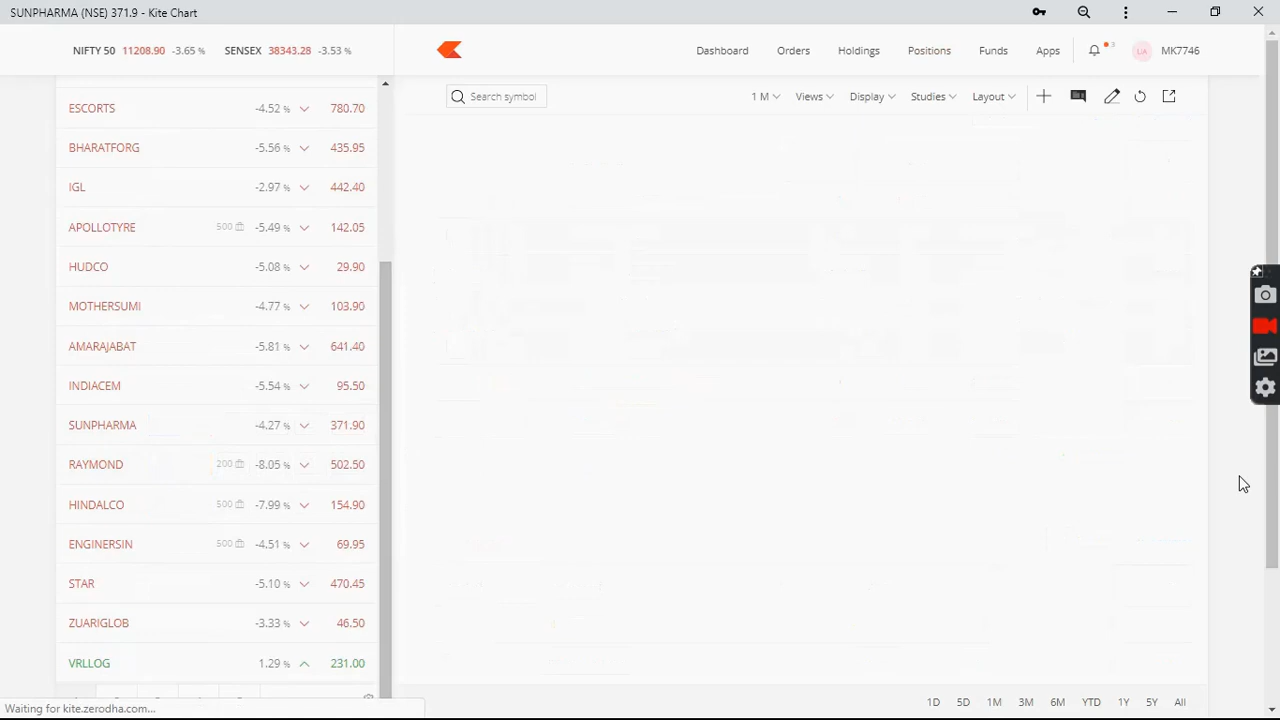 SUNPHARMA (NSE) 371.9 - Kite Chart
NIFTY 50 11208.90 -3.65 % SENSEX 38343.28 -3.53 %
Dashboard Orders Holdings Positions Funds Apps 3 UA MK7746
Search symbol 1 M Views Display Studies Layout
ESCORTS -4.52 % 780.70
BHARATFORG -5.56 % 435.95
IGL -2.97 % 442.40
APOLLOTYRE 500 -5.49 % 142.05
HUDCO -5.08 % 29.90
MOTHERSUMI -4.77 % 103.90
AMARAJABAT -5.81 % 641.40
INDIACEM -5.54 % 95.50
SUNPHARMA -4.27 % 371.90
RAYMOND 200 -8.05 % 502.50
HINDALCO 500 -7.99 % 154.90
ENGINERSIN 500 -4.51 % 69.95
STAR -5.10 % 470.45
ZUARIGLOB -3.33 % 46.50
VRLLOG 1.29 % 231.00
1D 5D 1M 3M 6M YTD 1Y 5Y All
Waiting for kite.zerodha.com...